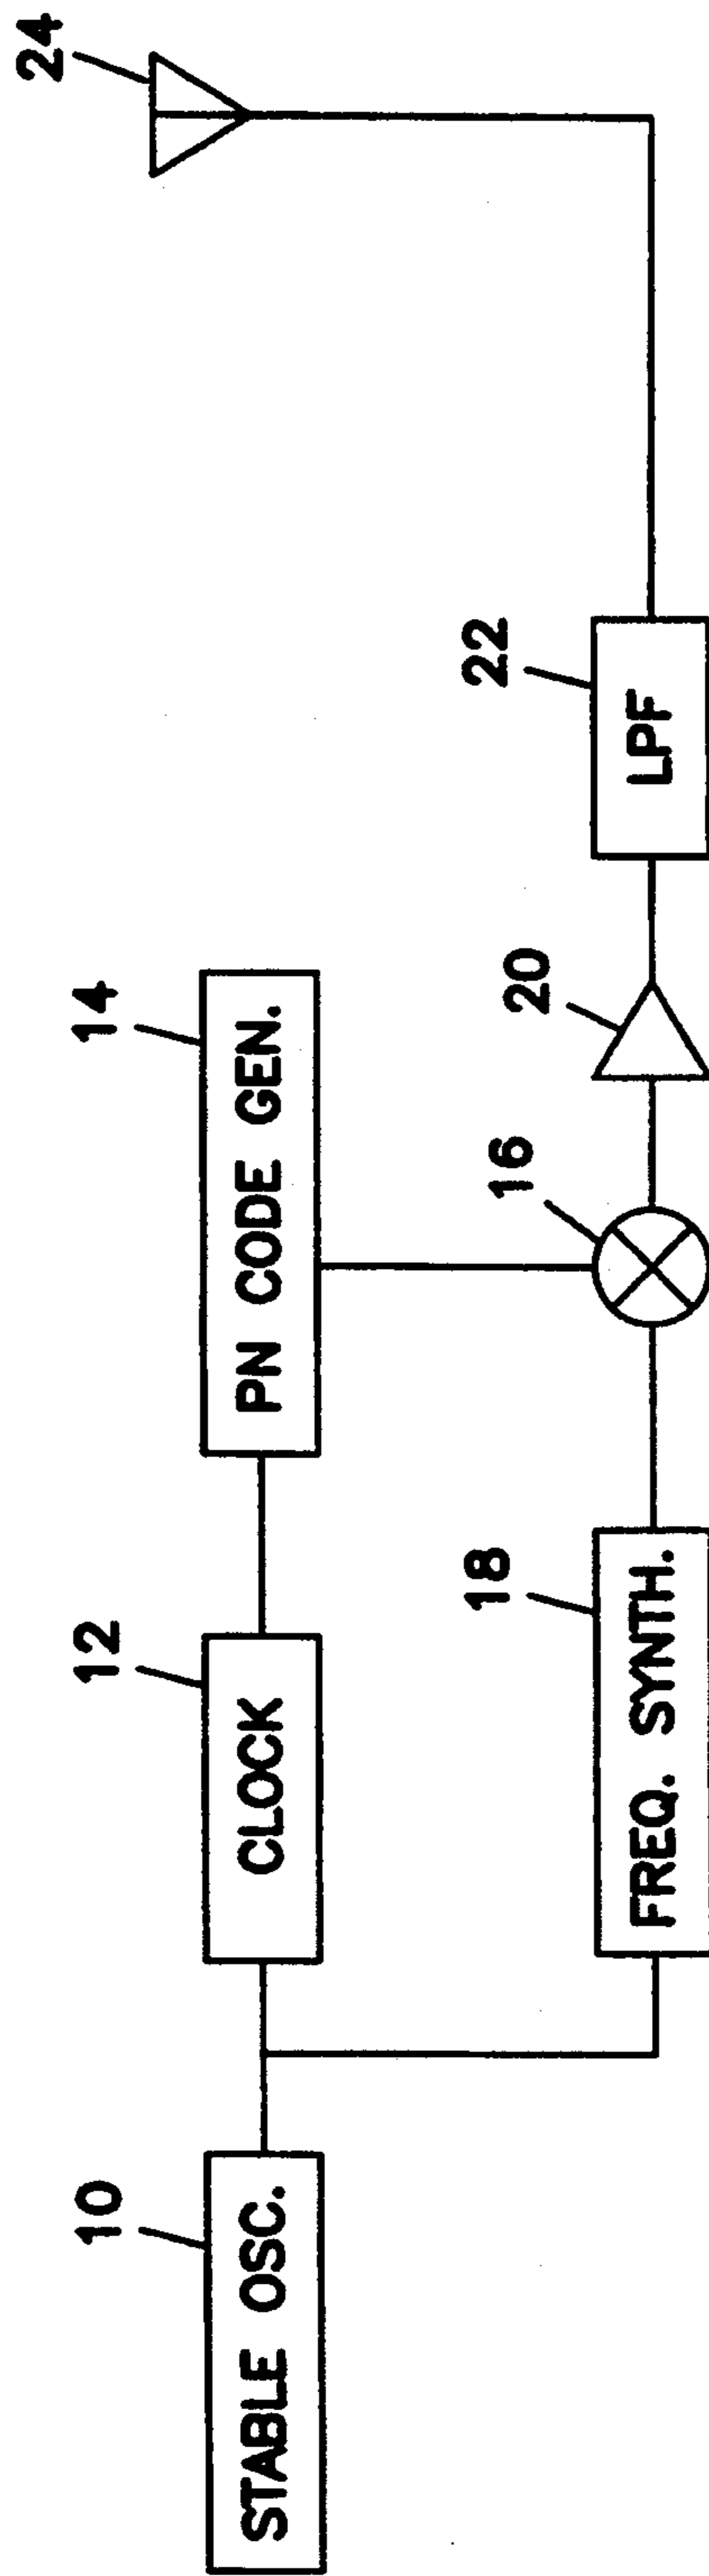 10
STABLE OSC.
12
CLOCK
14
PN CODE GEN.
18
FREQ. SYNTH.
16
20
22
LPF
24